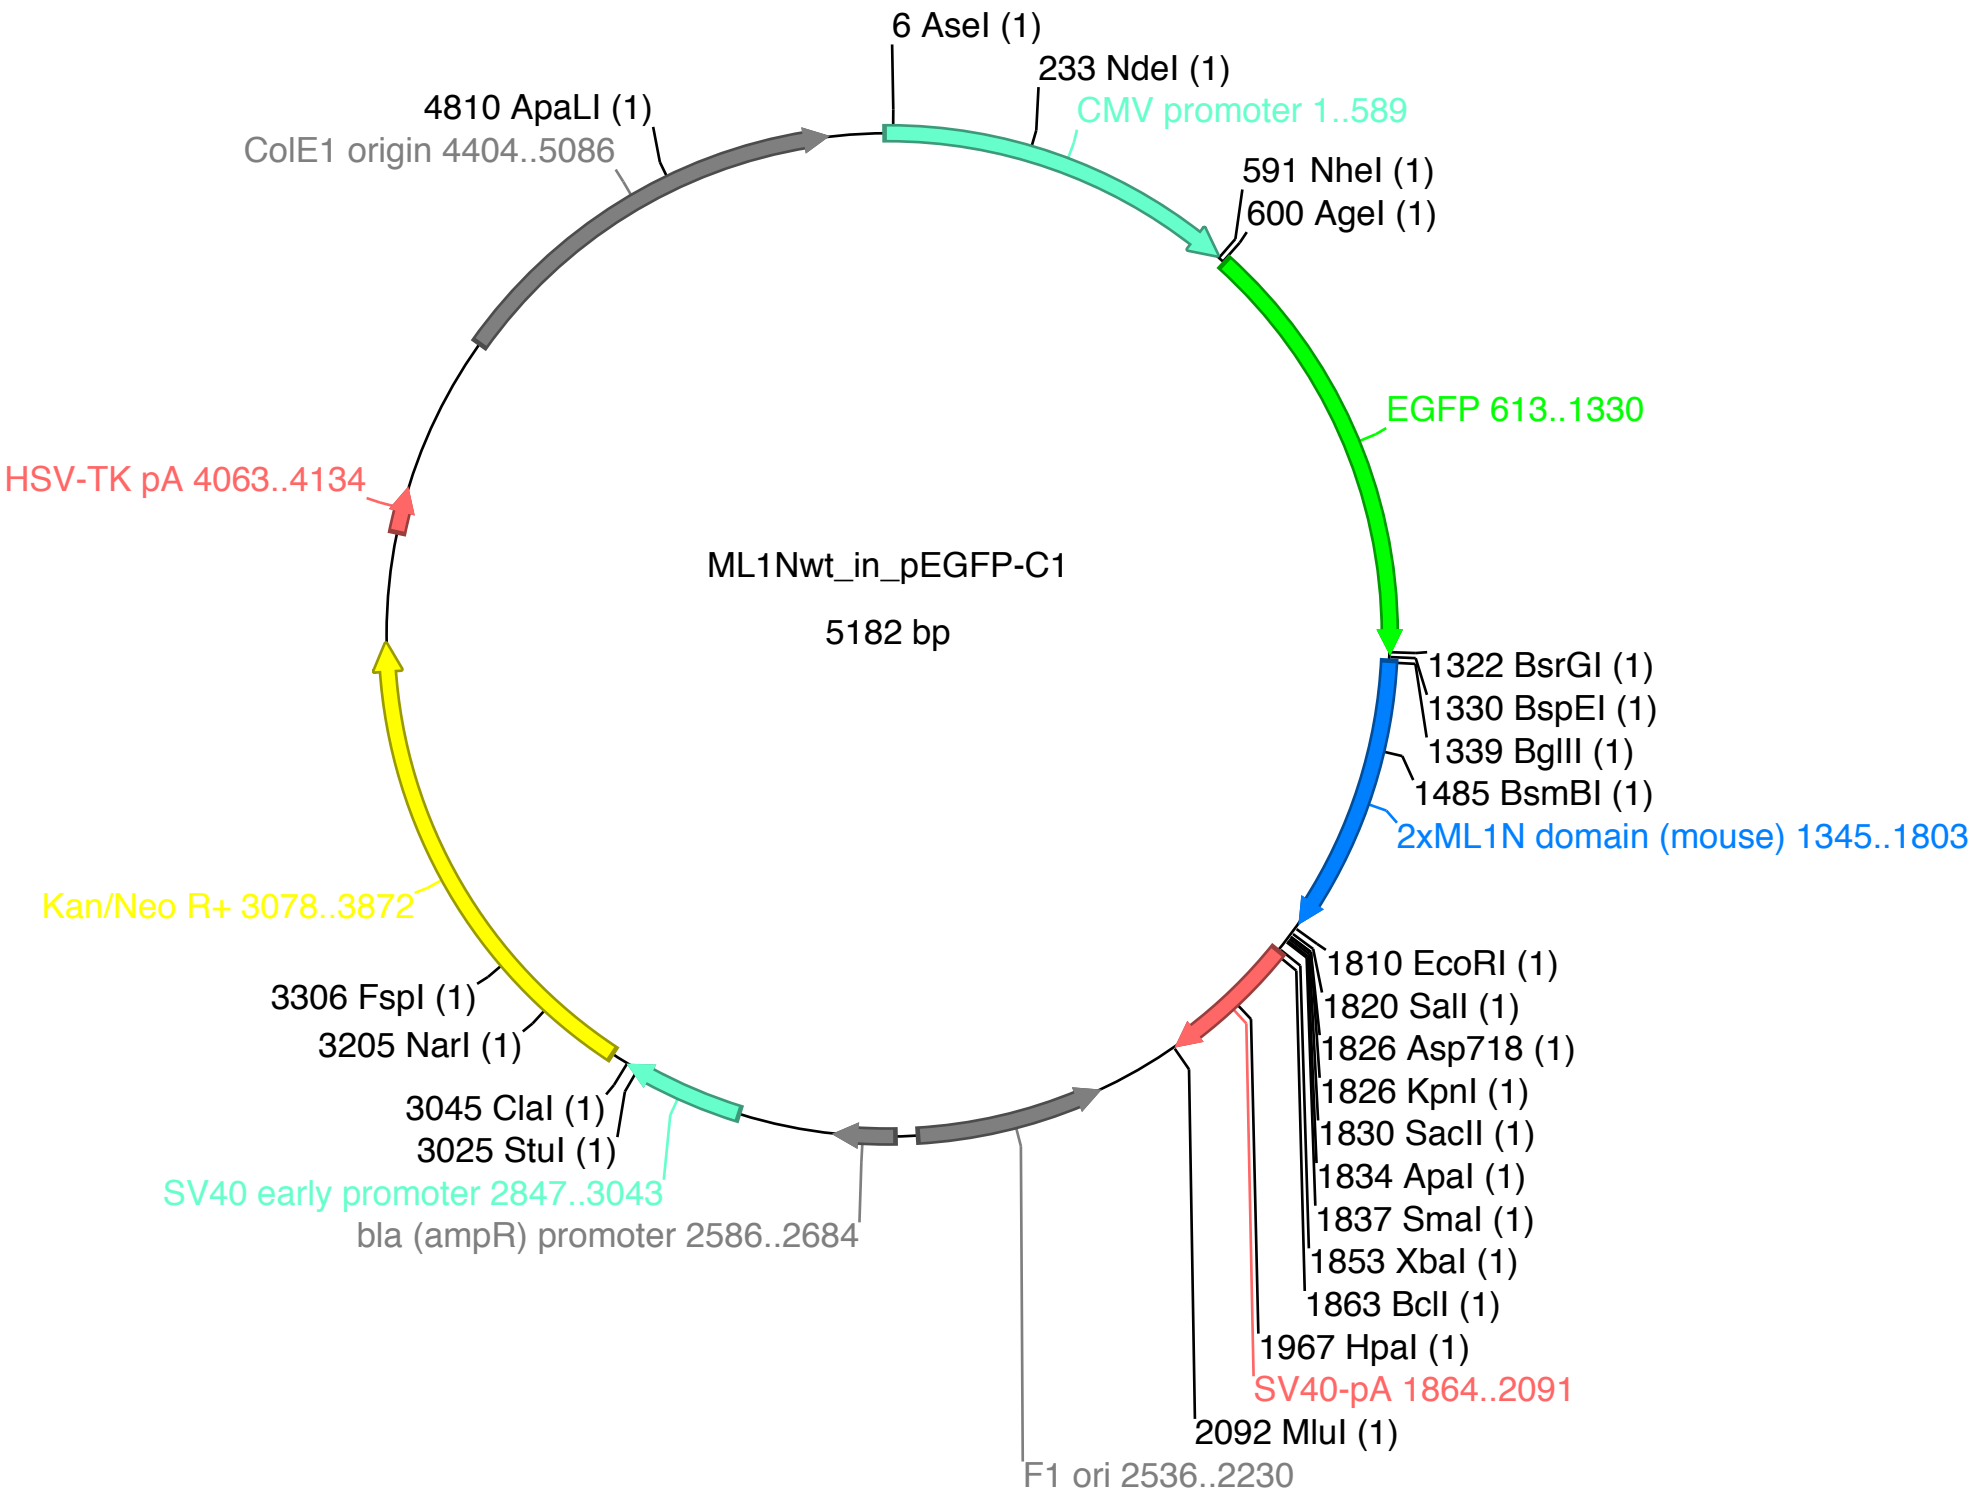 6 AseI (1)
233 NdeI (1)
CMV promoter 1..589
4810 ApaLI (1)
ColE1 origin 4404..5086
591 NheI (1)
600 AgeI (1)
EGFP 613..1330
HSV-TK pA 4063..4134
ML1Nwt_in_pEGFP-C1
5182 bp
1322 BsrGI (1)
1330 BspEI (1)
1339 BglII (1)
1485 BsmBI (1)
2xML1N domain (mouse) 1345..1803
Kan/Neo R+ 3078..3872
1810 EcoRI (1)
1820 SalI (1)
1826 Asp718 (1)
1826 KpnI (1)
1830 SacII (1)
1834 ApaI (1)
1837 SmaI (1)
1853 XbaI (1)
1863 BclI (1)
1967 HpaI (1)
SV40-pA 1864..2091
2092 MluI (1)
F1 ori 2536..2230
3306 FspI (1)
3205 NarI (1)
3045 ClaI (1)
3025 StuI (1)
SV40 early promoter 2847..3043
bla (ampR) promoter 2586..2684